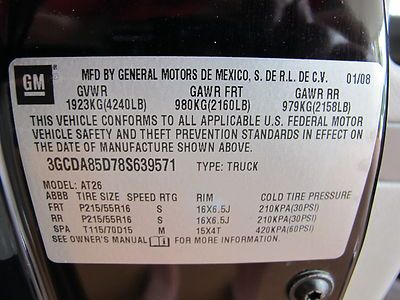 GM
MFD BY GENERAL MOTORS DE MEXICO, S. DE R.L. DE C.V. 01/08
GVWR GAWR FRT GAWR RR
1923KG(4240LB) 980KG(2160LB) 979KG(2158LB)
THIS VEHICLE CONFORMS TO ALL APPLICABLE U.S. FEDERAL MOTOR
VEHICLE SAFETY AND THEFT PREVENTION STANDARDS IN EFFECT ON
THE DATE OF MANUFACTURE SHOWN ABOVE.
3GCDA85D78S639571 TYPE: TRUCK
MODEL: AT26
ABBB TIRE SIZE SPEED RTG RIM COLD TIRE PRESSURE
FRT P215/55R16 S 16X6.5J 210KPA(30PSI)
RR P215/55R16 S 16X6.5J 210KPA(30PSI)
SPA T115/70D15 M 15X4T 420KPA(60PSI)
SEE OWNER'S MANUAL FOR MORE INFORMATION